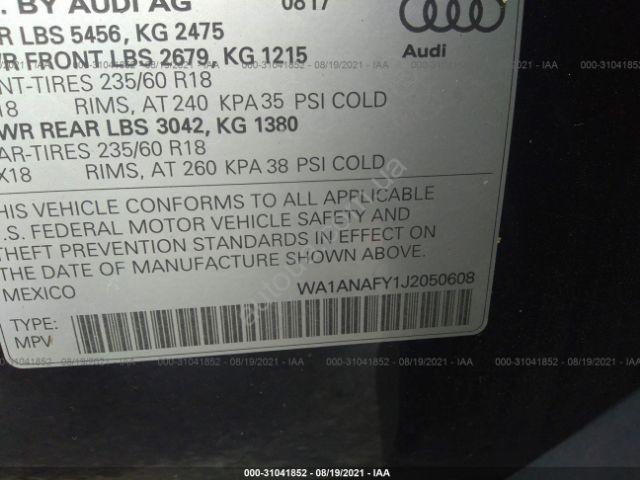 . BY AUDI AG 0817
R LBS 5456, KG 2475
FRONT LBS 2679, KG 1215
NT-TIRES 235/60 R18
18 RIMS, AT 240 KPA 35 PSI COLD
WR REAR LBS 3042, KG 1380
AR-TIRES 235/60 R18
X18 RIMS, AT 260 KPA 38 PSI COLD
Audi
THIS VEHICLE CONFORMS TO ALL APPLICABLE
U.S. FEDERAL MOTOR VEHICLE SAFETY AND
THEFT PREVENTION STANDARDS IN EFFECT ON
THE DATE OF MANUFACTURE SHOWN ABOVE.
MEXICO WA1ANAFY1J2050608
TYPE:
MPV
000-31041852 - 08/19/2021 - IAA